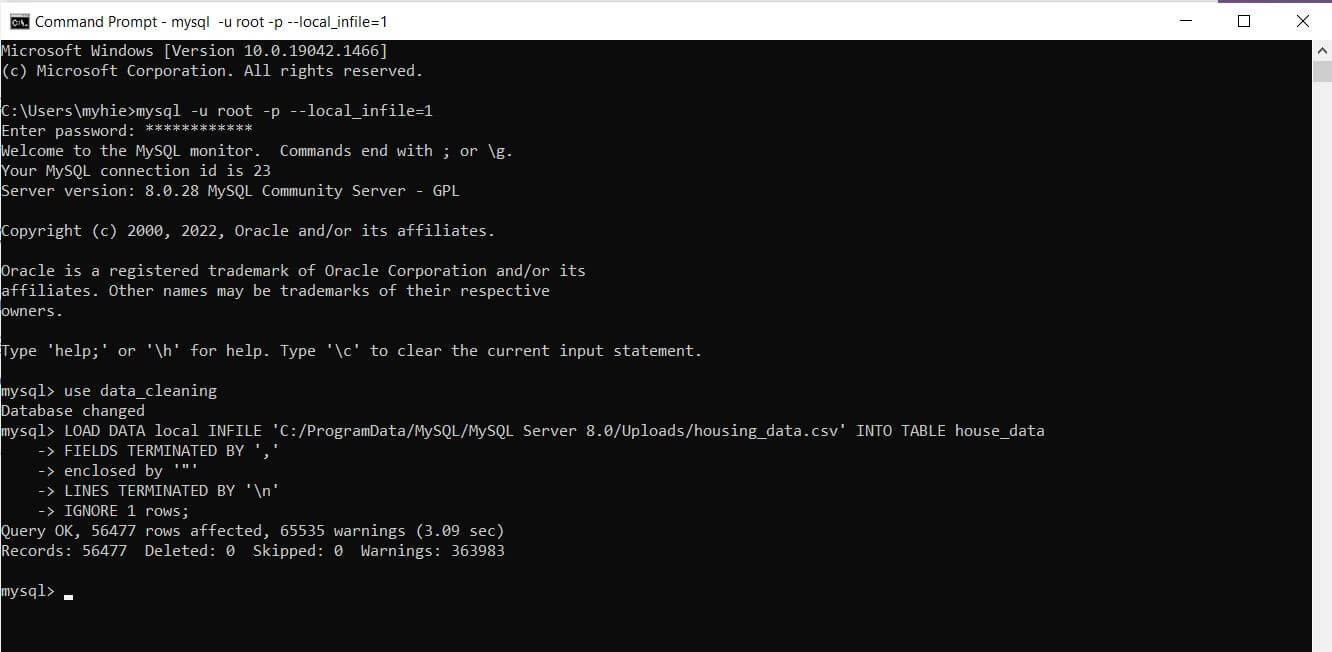 Command Prompt - mysql  -u root -p --local_infile=1
Microsoft Windows [Version 10.0.19042.1466]
(c) Microsoft Corporation. All rights reserved.
C:\Users\myhie>mysql -u root -p --local_infile=1
Enter password: ************
Welcome to the MySQL monitor.  Commands end with ; or \g.
Your MySQL connection id is 23
Server version: 8.0.28 MySQL Community Server - GPL
Copyright (c) 2000, 2022, Oracle and/or its affiliates.
Oracle is a registered trademark of Oracle Corporation and/or its
affiliates. Other names may be trademarks of their respective
owners.
Type 'help;' or '\h' for help. Type '\c' to clear the current input statement.
mysql> use data_cleaning
Database changed
mysql> LOAD DATA local INFILE 'C:/ProgramData/MySQL/MySQL Server 8.0/Uploads/housing_data.csv' INTO TABLE house_data
    -> FIELDS TERMINATED BY ','
    -> enclosed by '"'
    -> LINES TERMINATED BY '\n'
    -> IGNORE 1 rows;
Query OK, 56477 rows affected, 65535 warnings (3.09 sec)
Records: 56477  Deleted: 0  Skipped: 0  Warnings: 363983
mysql>